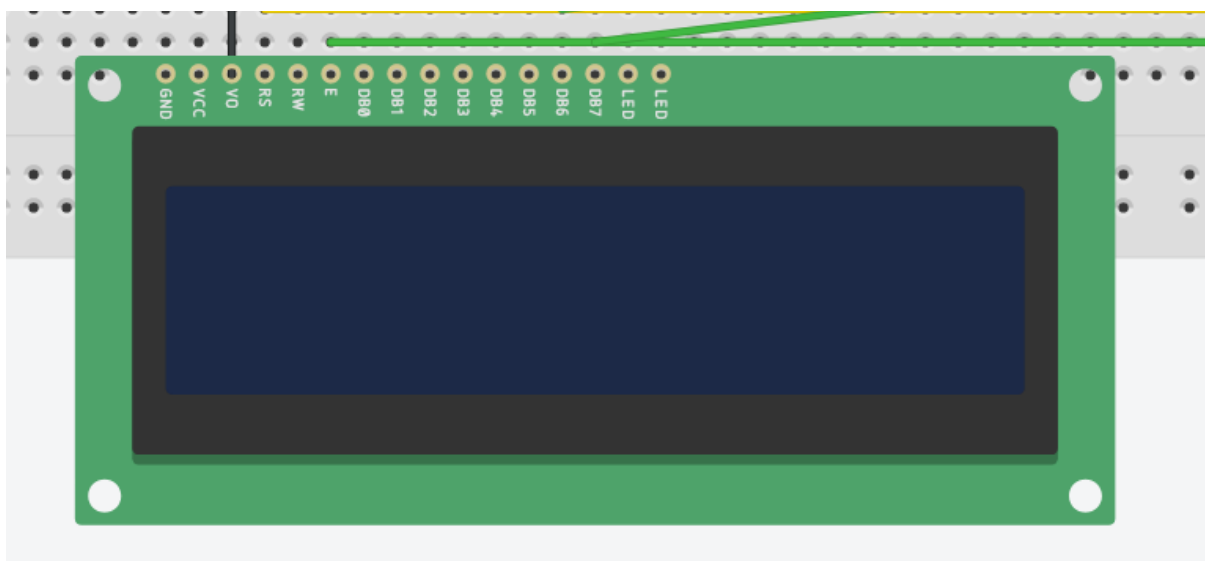 GND
VCC
VO
RS
RW
E
DB0
DB1
DB2
DB3
DB4
DB5
DB6
DB7
LED
LED